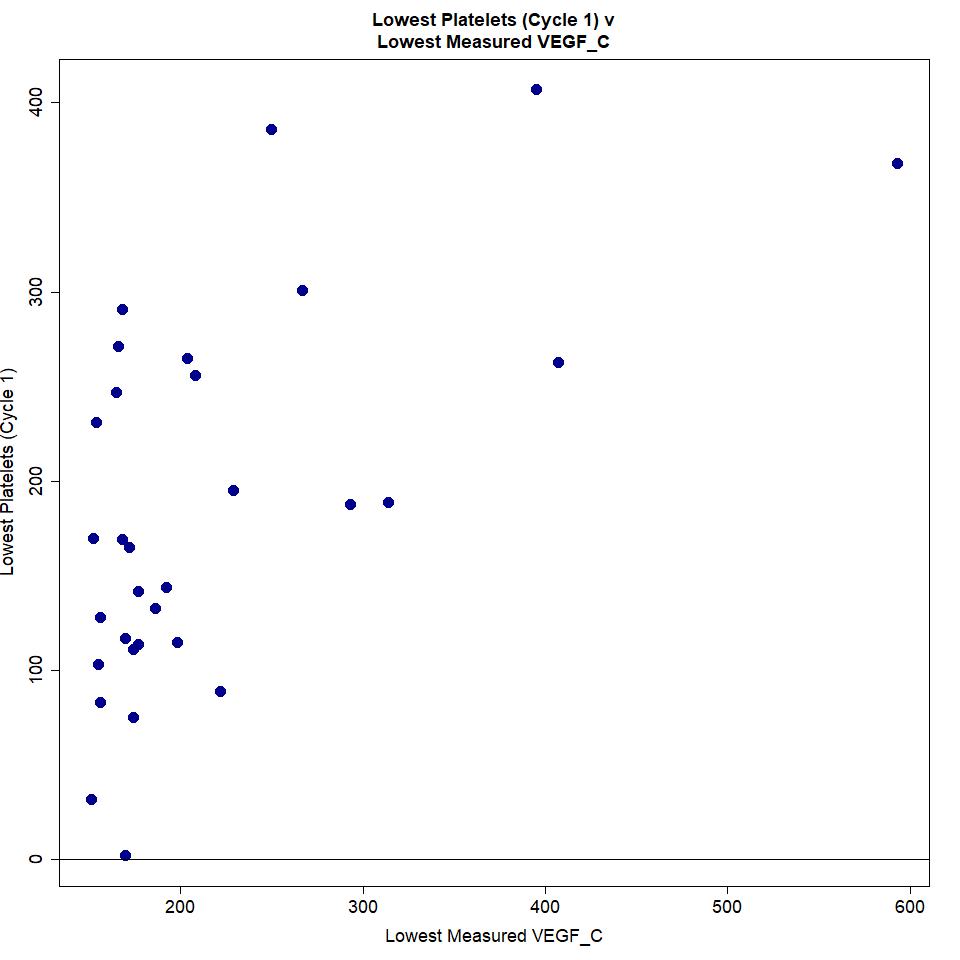 Lowest Platelets (Cycle 1) v
Lowest Measured VEGF_C
Lowest Platelets (Cycle 1)
400
300
200
100
0
200 300 400 500 600
Lowest Measured VEGF_C